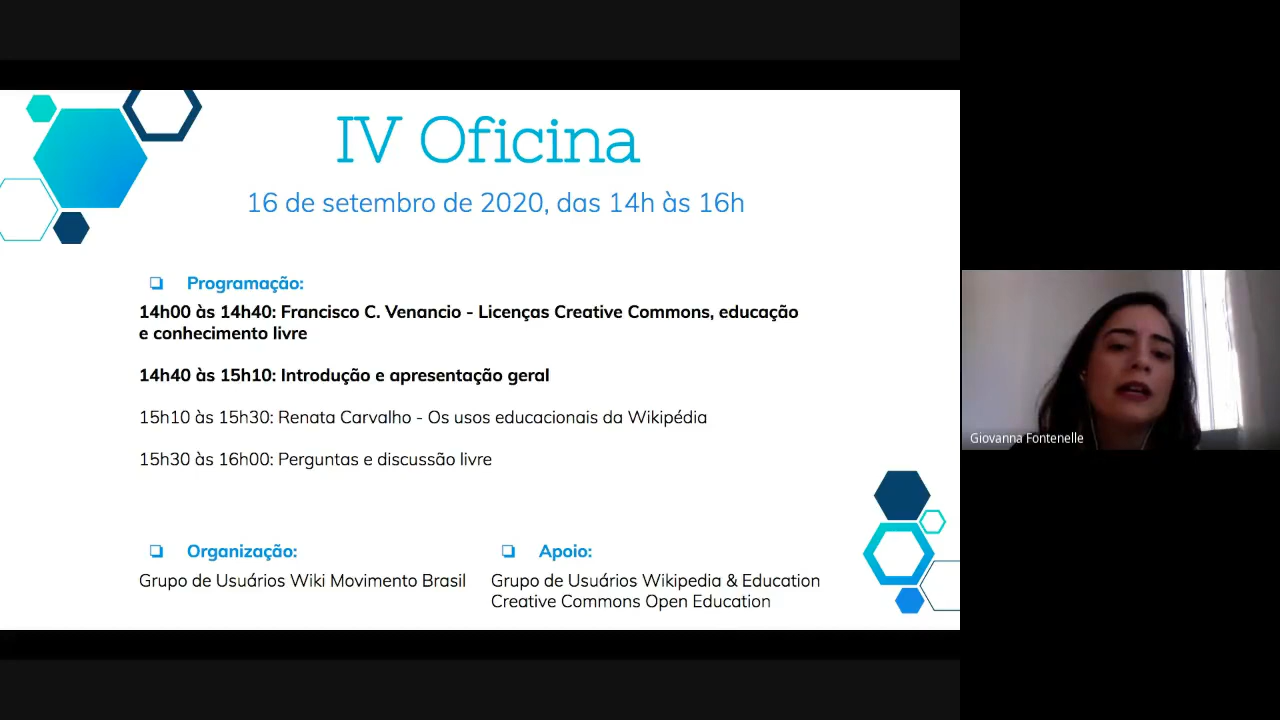 IV Oficina
16 de setembro de 2020, das 14h às 16h
❏ Programação:
14h00 às 14h40: Francisco C. Venancio - Licenças Creative Commons, educação
e conhecimento livre
14h40 às 15h10: Introdução e apresentação geral
15h10 às 15h30: Renata Carvalho - Os usos educacionais da Wikipédia
15h30 às 16h00: Perguntas e discussão livre
❏ Organização:
Grupo de Usuários Wiki Movimento Brasil
❏ Apoio:
Grupo de Usuários Wikipedia & Education
Creative Commons Open Education
Giovanna Fontenelle